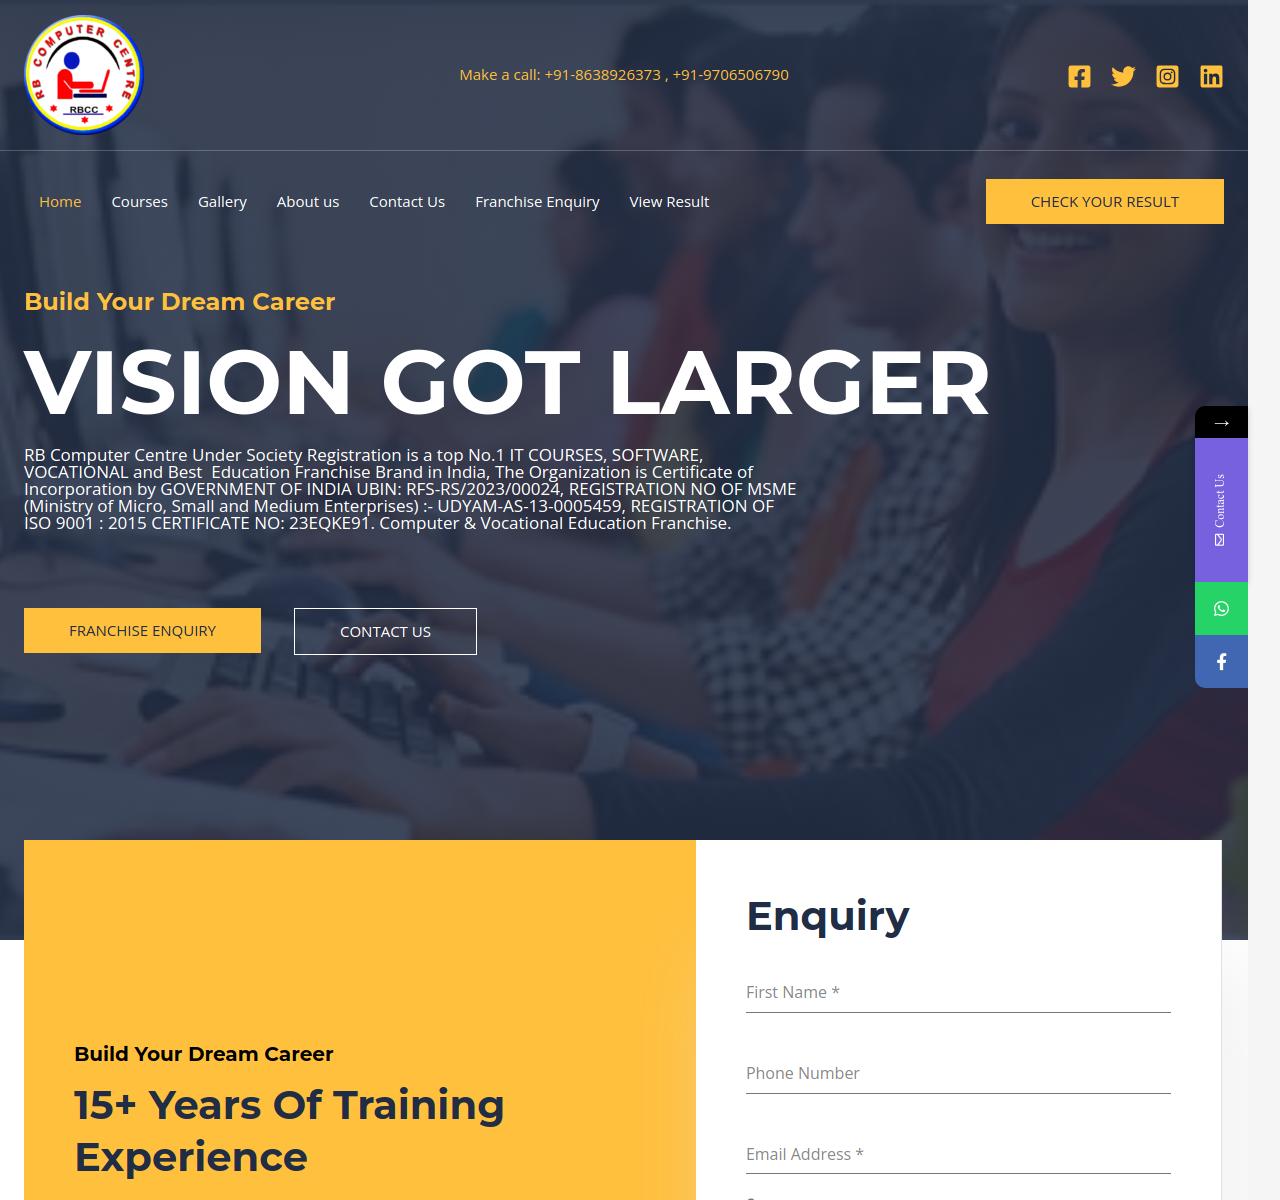 RB COMPUTER CENTRE
RBCC
Make a call: +91-8638926373 , +91-9706506790
Home Courses Gallery About us Contact Us Franchise Enquiry View Result
CHECK YOUR RESULT
Build Your Dream Career
VISION GOT LARGER
RB Computer Centre Under Society Registration is a top No.1 IT COURSES, SOFTWARE,
VOCATIONAL and Best  Education Franchise Brand in India, The Organization is Certificate of
Incorporation by GOVERNMENT OF INDIA UBIN: RFS-RS/2023/00024, REGISTRATION NO OF MSME
(Ministry of Micro, Small and Medium Enterprises) :- UDYAM-AS-13-0005459, REGISTRATION OF
ISO 9001 : 2015 CERTIFICATE NO: 23EQKE91. Computer & Vocational Education Franchise.
→
Contact Us
FRANCHISE ENQUIRY
CONTACT US
Enquiry
First Name *
Phone Number
Email Address *
Build Your Dream Career
15+ Years Of Training
Experience